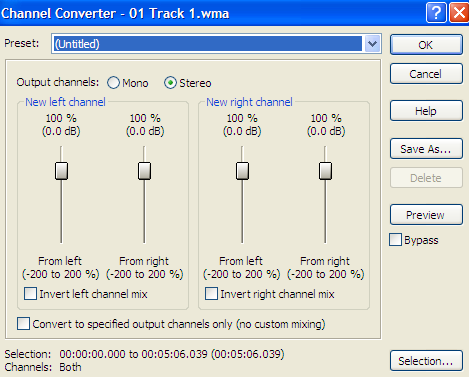 Channel Converter - 01 Track 1.wma
Preset: (Untitled)
OK
Cancel
Help
Save As...
Delete
Preview
Bypass
Output channels: Mono Stereo
New left channel
100 % 100 %
(0.0 dB) (0.0 dB)
From left From right
(-200 to 200 %) (-200 to 200 %)
Invert left channel mix
New right channel
100 % 100 %
(0.0 dB) (0.0 dB)
From left From right
(-200 to 200 %) (-200 to 200 %)
Invert right channel mix
Convert to specified output channels only (no custom mixing)
Selection: 00:00:00.000 to 00:05:06.039 (00:05:06.039)
Channels: Both
Selection...